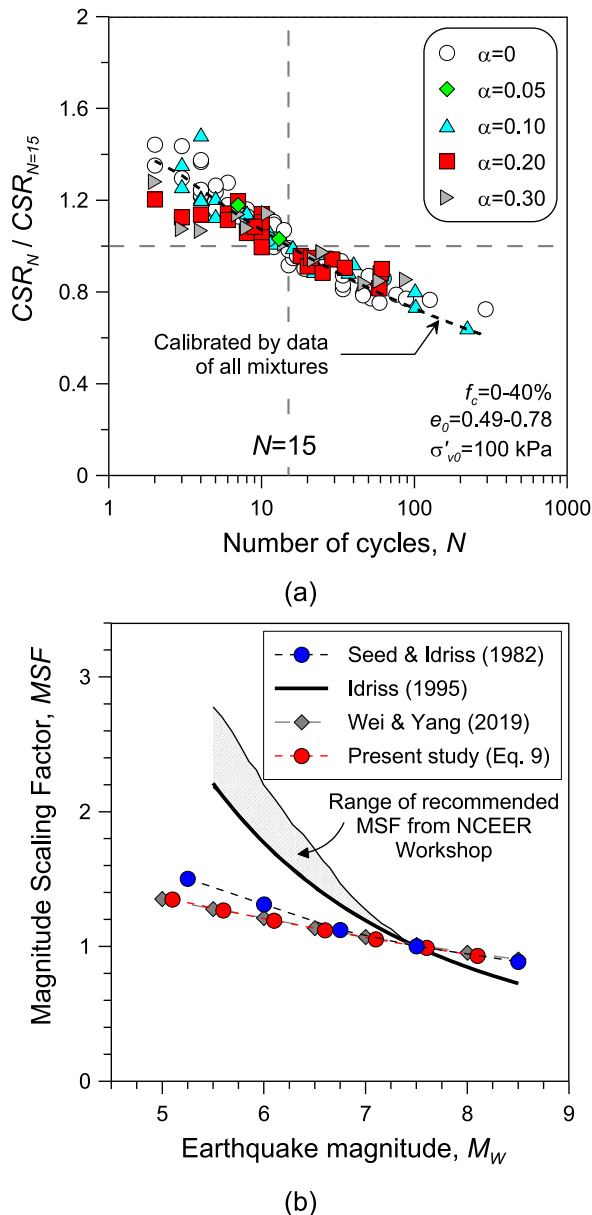 2
1.6
1.2
0.8
0.4
0
CSR_N / CSR_{N=15}
α=0
α=0.05
α=0.10
α=0.20
α=0.30
Calibrated by data
of all mixtures
N=15
f_c=0-40%
e_0=0.49-0.78
σ'_{v0}=100 kPa
1
10
100
1000
Number of cycles, N
(a)
3
2
1
0
Magnitude Scaling Factor, MSF
Seed & Idriss (1982)
Idriss (1995)
Wei & Yang (2019)
Present study (Eq. 9)
Range of recommended
MSF from NCEER
Workshop
5
6
7
8
9
Earthquake magnitude, M_W
(b)